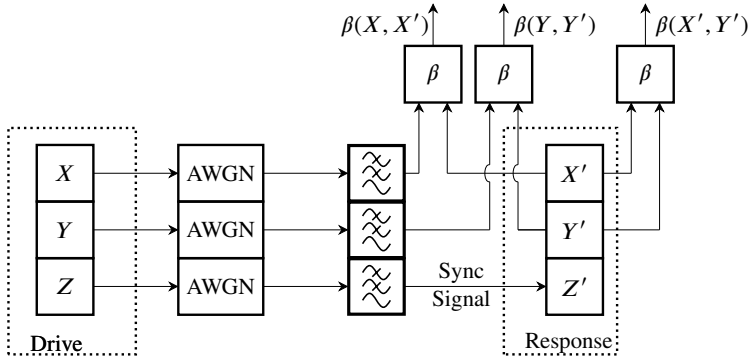 β(X, X′) β(Y, Y′) β(X′, Y′)
β β β
X AWGN X′
Y AWGN Y′
Z AWGN Sync Z′
Signal
Drive Response